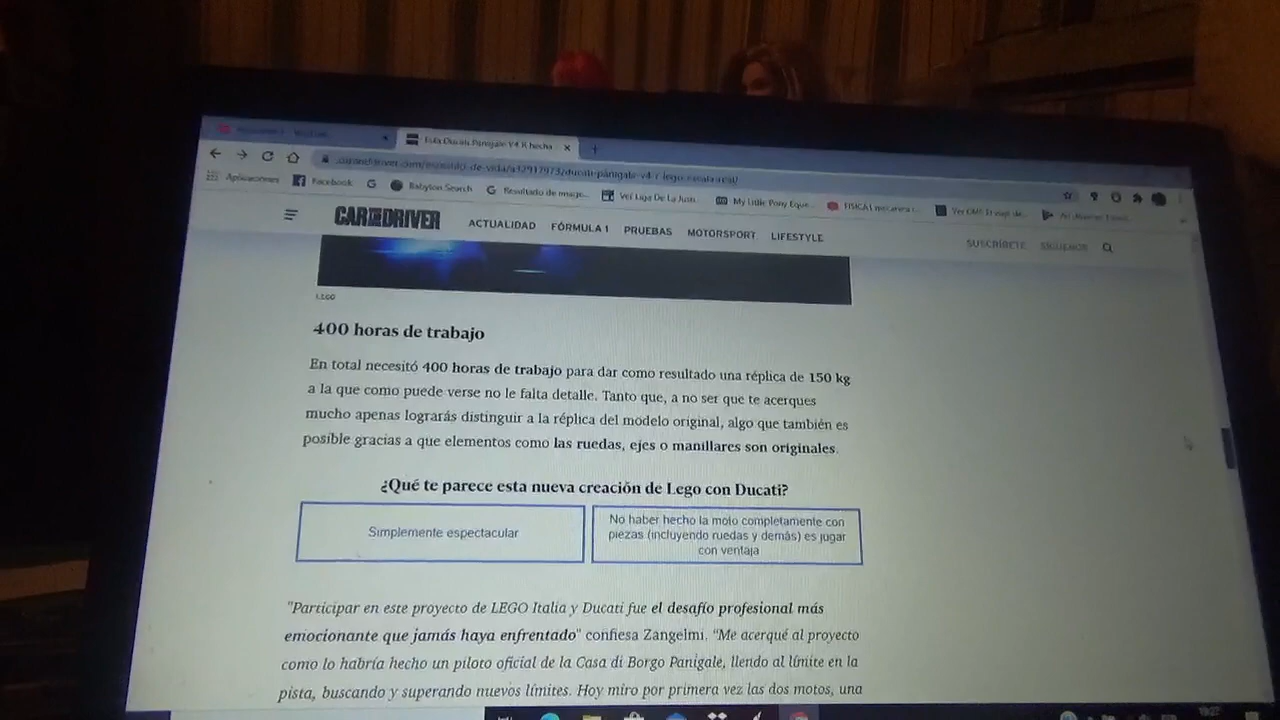 Esta Ducati Panigale V4 R hecha
Aplicaciones Facebook G Babylon Search Resultado de image... Ver Liga De La Justi... My Little Pony Eque... FISICA I mecanica
CAR AND DRIVER ACTUALIDAD FÓRMULA 1 PRUEBAS MOTORSPORT LIFESTYLE SUSCRÍBETE SÍGUENOS
LEGO
400 horas de trabajo
En total necesitó 400 horas de trabajo para dar como resultado una réplica de 150 kg
a la que como puede verse no le falta detalle. Tanto que, a no ser que te acerques
mucho apenas lograrás distinguir a la réplica del modelo original, algo que también es
posible gracias a que elementos como las ruedas, ejes o manillares son originales.
¿Qué te parece esta nueva creación de Lego con Ducati?
Simplemente espectacular
No haber hecho la moto completamente con
piezas (incluyendo ruedas y demás) es jugar
con ventaja
"Participar en este proyecto de LEGO Italia y Ducati fue el desafío profesional más
emocionante que jamás haya enfrentado" confiesa Zangelmi. "Me acerqué al proyecto
como lo habría hecho un piloto oficial de la Casa di Borgo Panigale, llendo al límite en la
pista, buscando y superando nuevos límites. Hoy miro por primera vez las dos motos, una